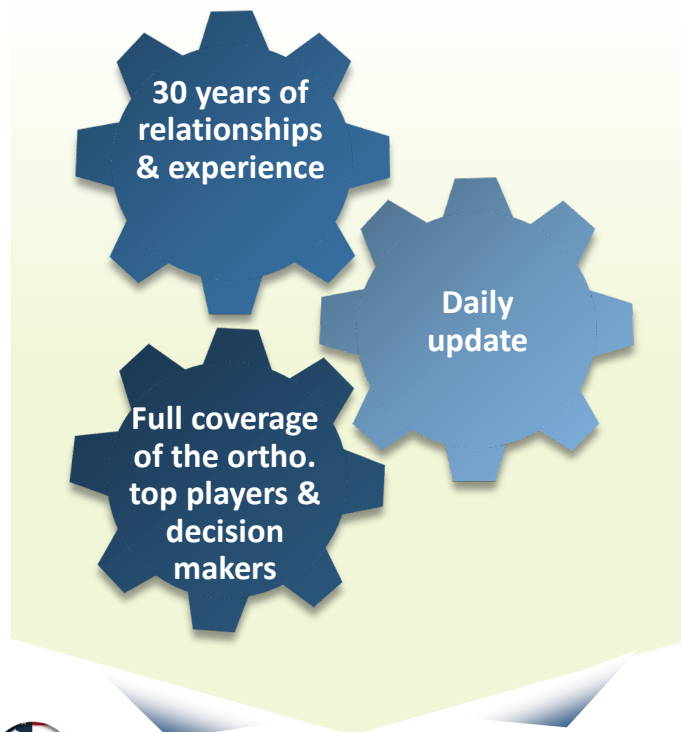 30 years of
relationships
& experience
Daily
update
Full coverage
of the ortho.
top players &
decision
makers